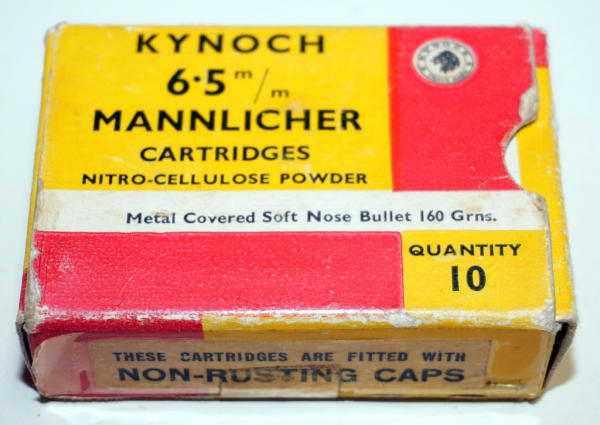 KYNOCH
6·5 m/m
MANNLICHER
CARTRIDGES
NITRO-CELLULOSE POWDER
KYNOCH
Metal Covered Soft Nose Bullet 160 Grns.
QUANTITY
10
THESE CARTRIDGES ARE FITTED WITH
NON-RUSTING CAPS